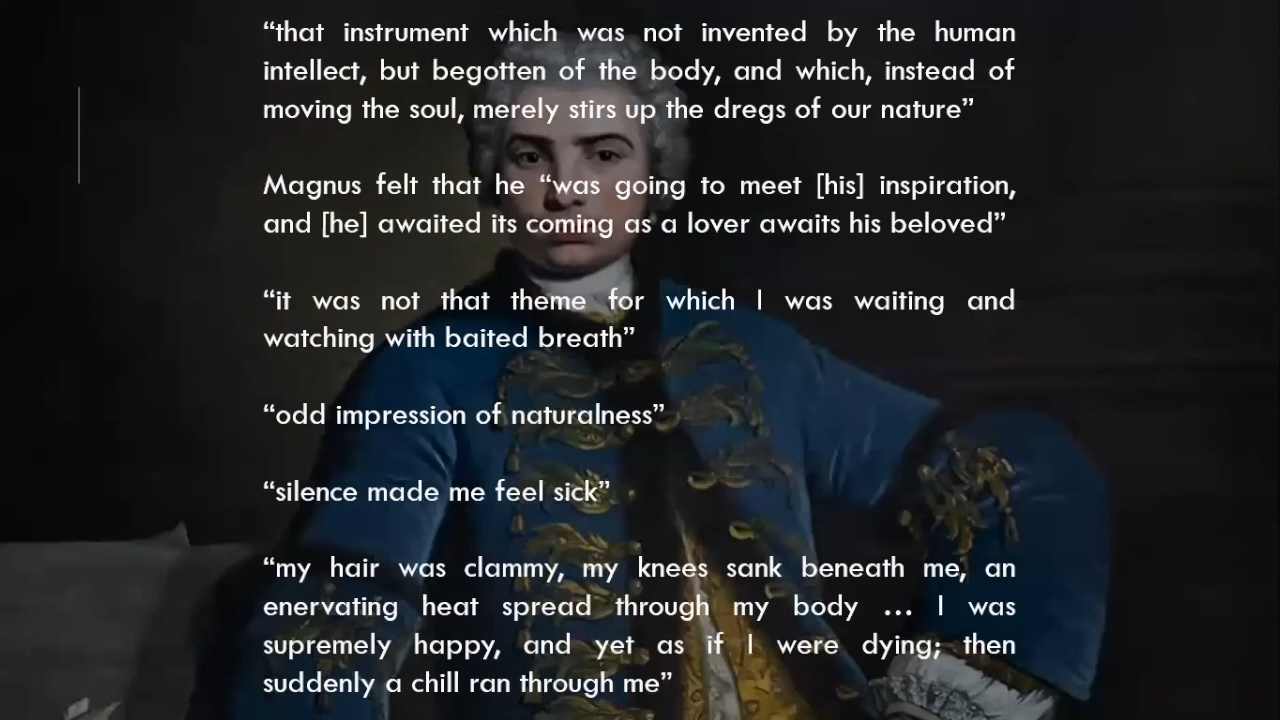 “that instrument which was not invented by the human
intellect, but begotten of the body, and which, instead of
moving the soul, merely stirs up the dregs of our nature”
Magnus felt that he “was going to meet [his] inspiration,
and [he] awaited its coming as a lover awaits his beloved”
“it was not that theme for which I was waiting and
watching with baited breath”
“odd impression of naturalness”
“silence made me feel sick”
“my hair was clammy, my knees sank beneath me, an
enervating heat spread through my body … I was
supremely happy, and yet as if I were dying; then
suddenly a chill ran through me”